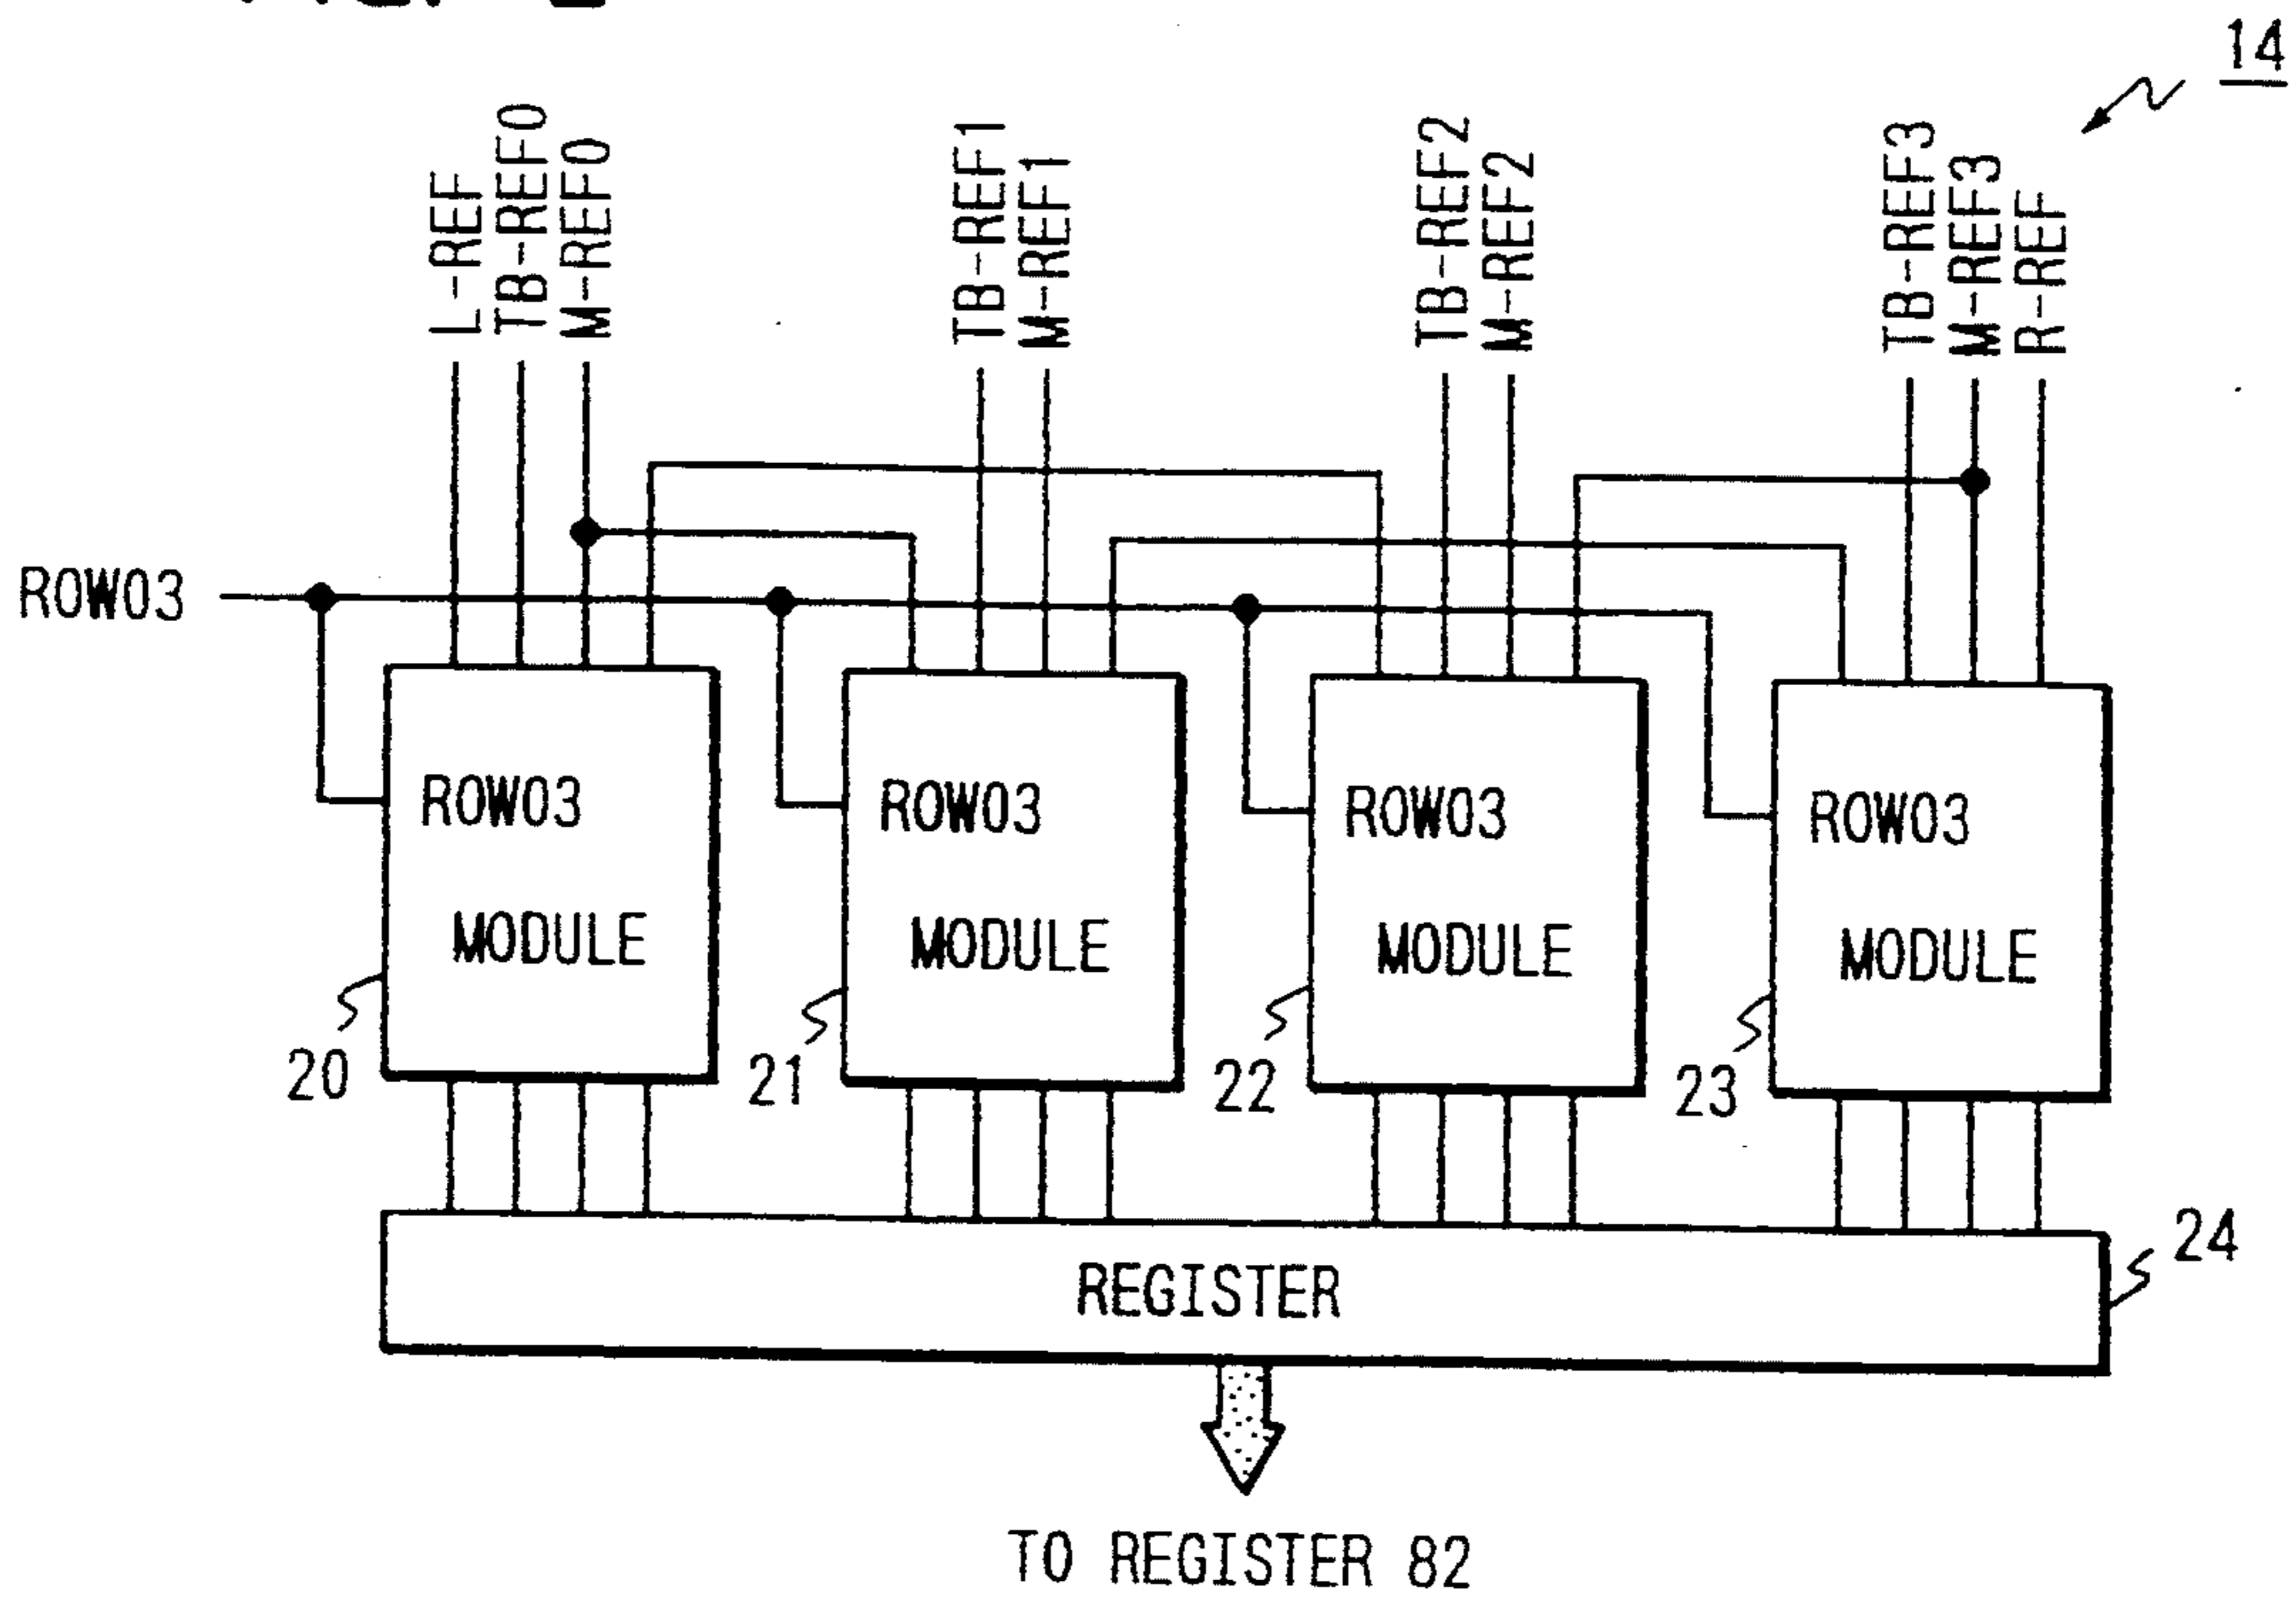 14
L-REF
TB-REF0
M-REF0
TB-REF1
M-REF1
TB-REF2
M-REF2
TB-REF3
M-REF3
R-REF
ROW03
ROW03
MODULE
ROW03
MODULE
ROW03
MODULE
ROW03
MODULE
20
21
22
23
24
REGISTER
TO REGISTER 82